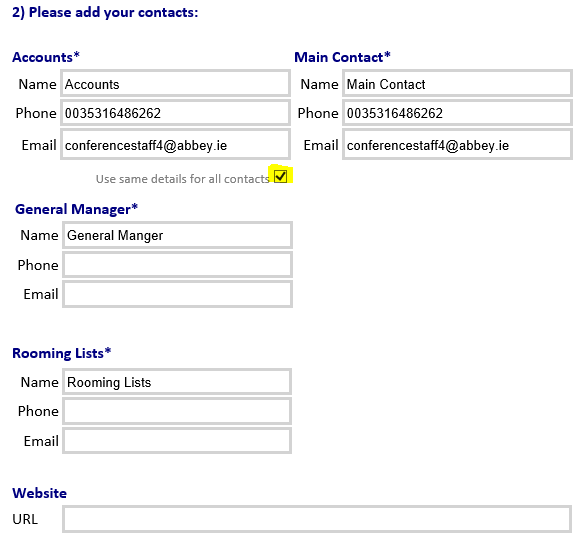 2) Please add your contacts:
Accounts* Main Contact*
Name Accounts Name Main Contact
Phone 0035316486262 Phone 0035316486262
Email conferencestaff4@abbey.ie Email conferencestaff4@abbey.ie
Use same details for all contacts
General Manager*
Name General Manger
Phone
Email
Rooming Lists*
Name Rooming Lists
Phone
Email
Website
URL